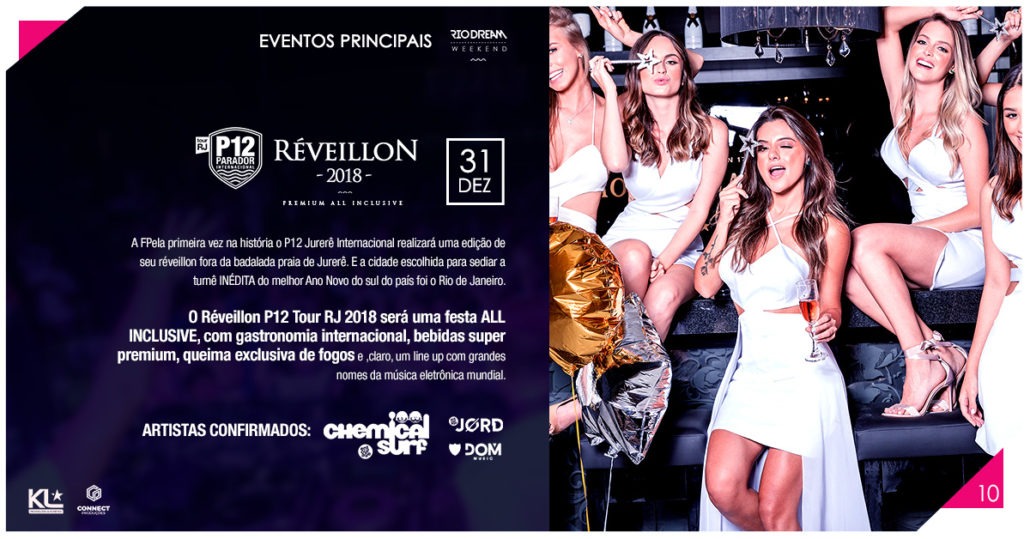 EVENTOS PRINCIPAIS
RIO DREAM
WEEKEND
tour RJ
P12
PARADOR
INTERNACIONAL
RÉVEILLON
- 2018 -
PREMIUM ALL INCLUSIVE
31
DEZ
A FPela primeira vez na história o P12 Jurerê Internacional realizará uma edição de
seu réveillon fora da badalada praia de Jurerê. E a cidade escolhida para sediar a
turnê INÉDITA do melhor Ano Novo do sul do país foi o Rio de Janeiro.
O Réveillon P12 Tour RJ 2018 será uma festa ALL
INCLUSIVE, com gastronomia internacional, bebidas super
premium, queima exclusiva de fogos e ,claro, um line up com grandes
nomes da música eletrônica mundial.
ARTISTAS CONFIRMADOS:
CHEMICAL
SURF
JØRD
DOM
MUSIC
KL
CONNECT
PRODUÇÕES
10